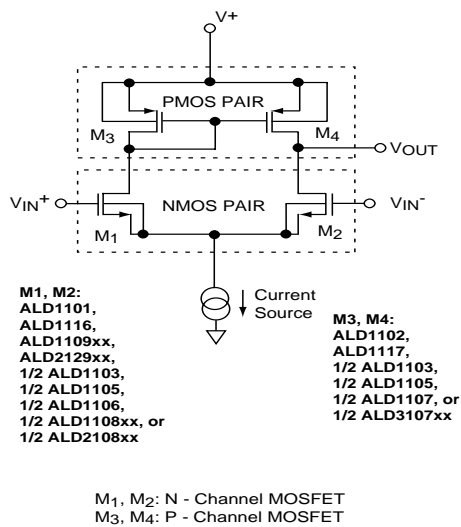 V+
PMOS PAIR
M3
M4
VOUT
VIN+
NMOS PAIR
VIN-
M1
M2
Current
Source
M1, M2:
ALD1101,
ALD1116,
ALD1109xx,
ALD2129xx,
1/2 ALD1103,
1/2 ALD1105,
1/2 ALD1106,
1/2 ALD1108xx, or
1/2 ALD2108xx
M3, M4:
ALD1102,
ALD1117,
1/2 ALD1103,
1/2 ALD1105,
1/2 ALD1107, or
1/2 ALD3107xx
M1, M2: N - Channel MOSFET
M3, M4: P - Channel MOSFET